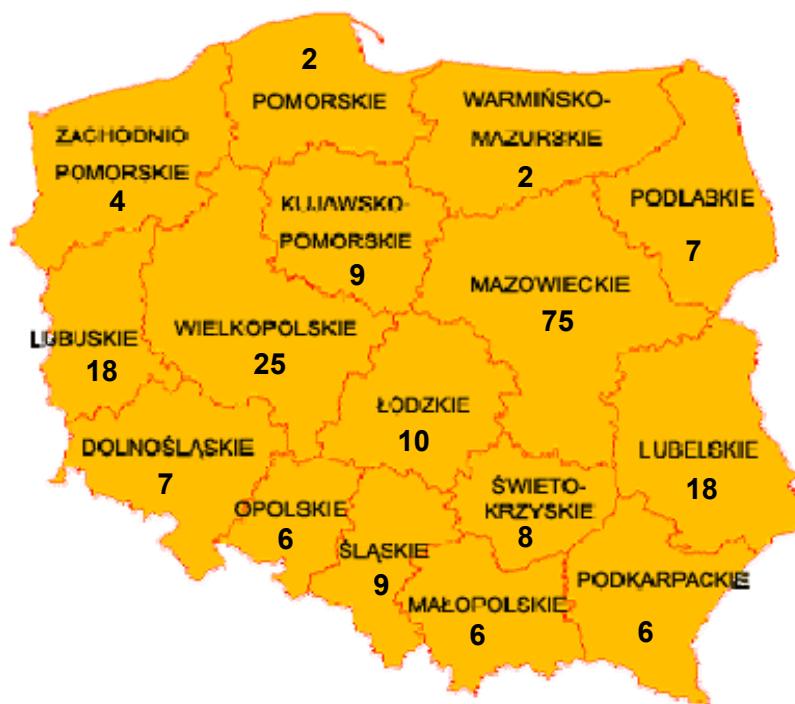 2
POMORSKIE
WARMIŃSKO-
MAZURSKIE
2
ZACHODNIO
POMORSKIE
4
KUJAWSKO-
POMORSKIE
9
PODLASKIE
7
MAZOWIECKIE
75
LUBUSKIE
18
WIELKOPOLSKIE
25
ŁÓDZKIE
10
DOLNOŚLĄSKIE
7
LUBELSKIE
18
OPOLSKIE
6
ŚWIETO-
KRZYSKIE
8
ŚLĄSKIE
9
MAŁOPOLSKIE
6
PODKARPACKIE
6